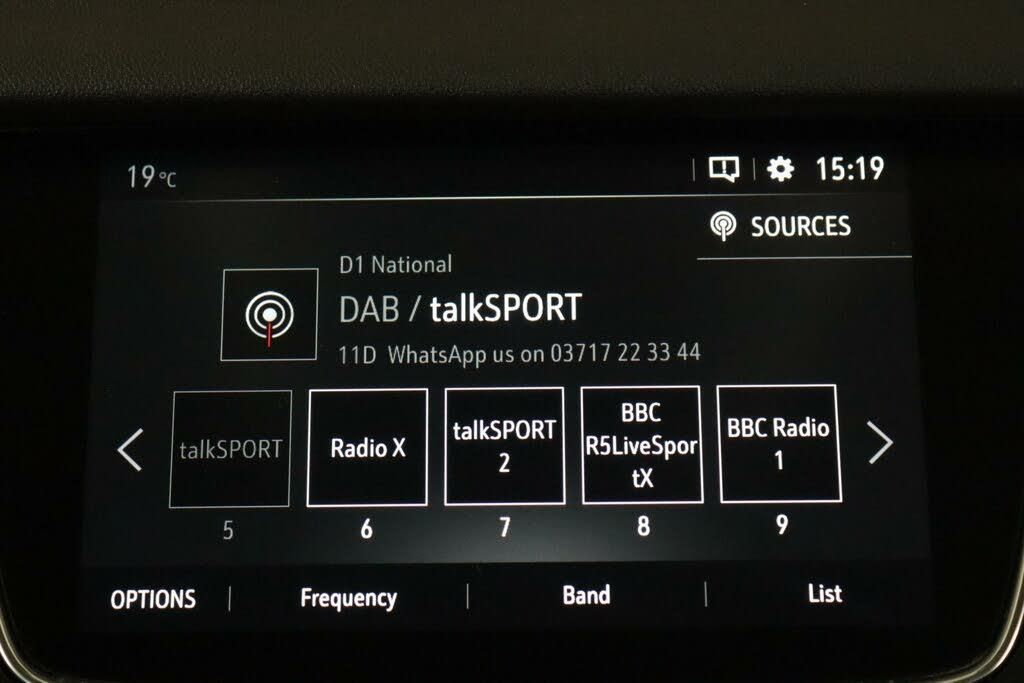 19°C
15:19
SOURCES
D1 National
DAB / talkSPORT
11D WhatsApp us on 03717 22 33 44
talkSPORT
Radio X
talkSPORT
2
BBC
R5LiveSpor
tX
BBC Radio
1
5
6
7
8
9
OPTIONS
Frequency
Band
List